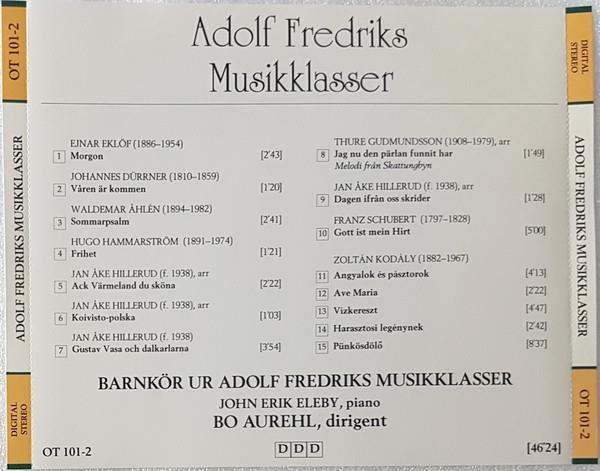 Adolf Fredriks
Musikklasser
EJNAR EKLÖF (1886–1954)
1 Morgon [2'43]
JOHANNES DÜRRNER (1810–1859)
2 Våren är kommen [1'20]
WALDEMAR ÅHLÉN (1894–1982)
3 Sommarpsalm [2'41]
HUGO HAMMARSTRÖM (1891–1974)
4 Frihet [1'21]
JAN ÅKE HILLERUD (f. 1938), arr
5 Ack Värmeland du sköna [2'22]
JAN ÅKE HILLERUD (f. 1938), arr
6 Koivisto-polska [1'03]
JAN ÅKE HILLERUD (f. 1938)
7 Gustav Vasa och dalkarlarna [3'54]
THURE GUDMUNDSSON (1908–1979), arr
8 Jag nu den pärlan funnit har [1'49]
Melodi från Skattungbyn
JAN ÅKE HILLERUD (f. 1938), arr
9 Dagen ifrån oss skrider [1'28]
FRANZ SCHUBERT (1797–1828)
10 Gott ist mein Hirt [5'00]
ZOLTÁN KODÁLY (1882–1967)
11 Angyalok és pásztorok [4'13]
12 Ave Maria [2'22]
13 Vizkereszt [4'47]
14 Harasztosi legénynek [2'42]
15 Pünkösdölő [8'37]
BARNKÖR UR ADOLF FREDRIKS MUSIKKLASSER
JOHN ERIK ELEBY, piano
BO AUREHL, dirigent
OT 101-2 DDD [46'24]
OT 101-2
ADOLF FREDRIKS MUSIKKLASSER
DIGITAL
STEREO
DIGITAL
STEREO
ADOLF FREDRIKS MUSIKKLASSER
OT 101-2